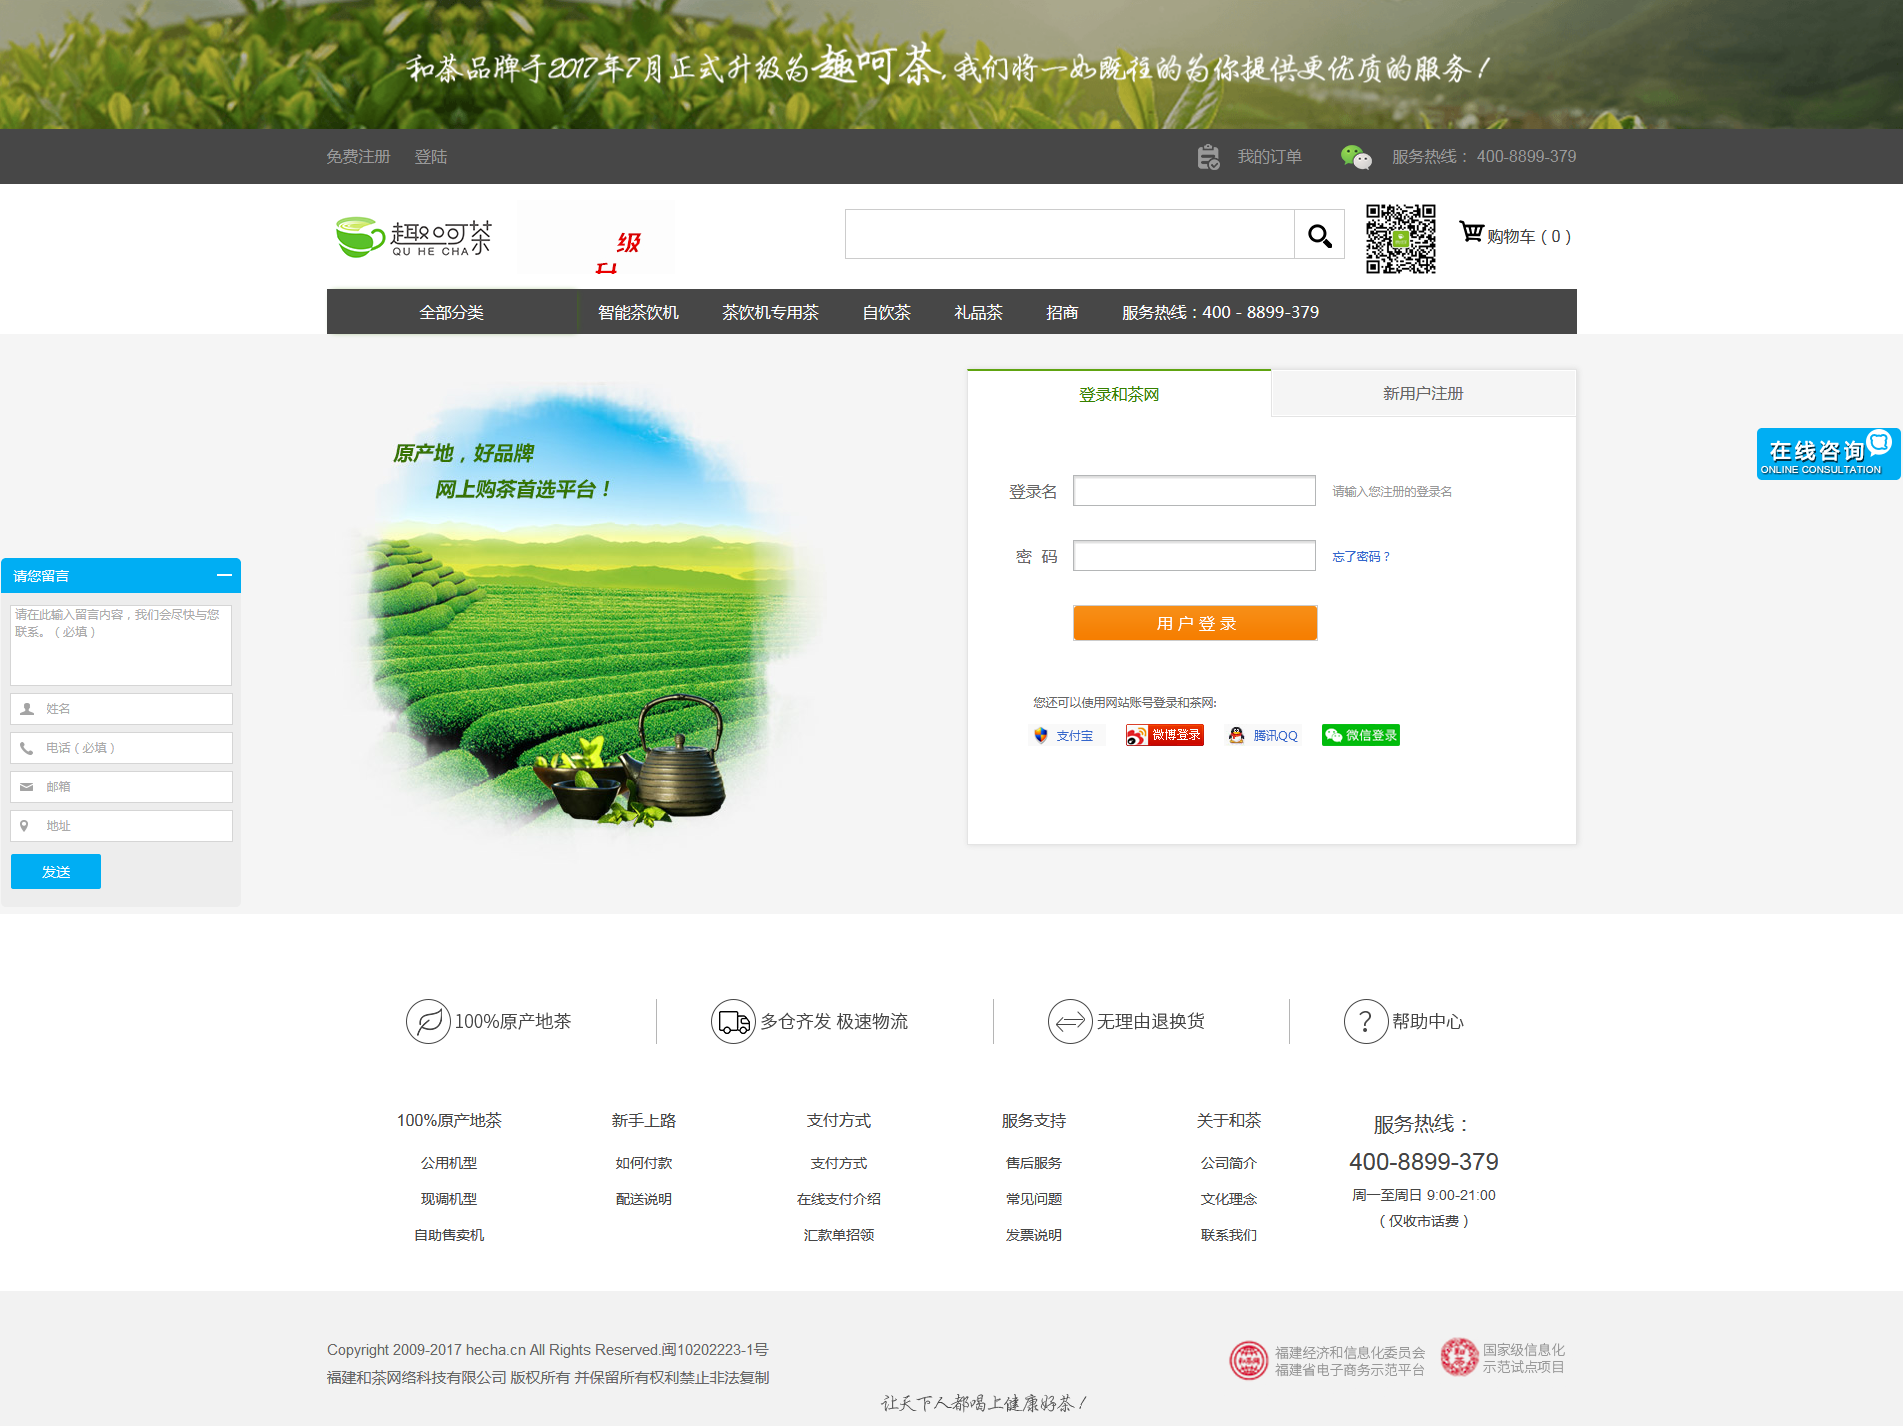 和茶品牌于2017年7月正式升级为趣呵茶,我们将一如既往的为你提供更优质的服务!
免费注册 登陆 我的订单 服务热线： 400-8899-379
趣呵茶
QU HE CHA
级
购物车（0）
全部分类 智能茶饮机 茶饮机专用茶 自饮茶 礼品茶 招商 服务热线：400 - 8899-379
原产地，好品牌
网上购茶首选平台！
登录和茶网 新用户注册
登录名 请输入您注册的登录名
密 码 忘了密码？
用 户 登 录
您还可以使用网站账号登录和茶网:
支付宝 微博登录 腾讯QQ 微信登录
在线咨询
ONLINE CONSULTATION
请您留言
请在此输入留言内容，我们会尽快与您
联系。（必填）
姓名
电话（必填）
邮箱
地址
发送
100%原产地茶 多仓齐发 极速物流 无理由退换货 帮助中心
100%原产地茶
公用机型
现调机型
自助售卖机
新手上路
如何付款
配送说明
支付方式
支付方式
在线支付介绍
汇款单招领
服务支持
售后服务
常见问题
发票说明
关于和茶
公司简介
文化理念
联系我们
服务热线：
400-8899-379
周一至周日 9:00-21:00
（仅收市话费）
Copyright 2009-2017 hecha.cn All Rights Reserved.闽10202223-1号
福建和茶网络科技有限公司 版权所有 并保留所有权利禁止非法复制
福建经济和信息化委员会
福建省电子商务示范平台
国家级信息化
示范试点项目
让天下人都喝上健康好茶!